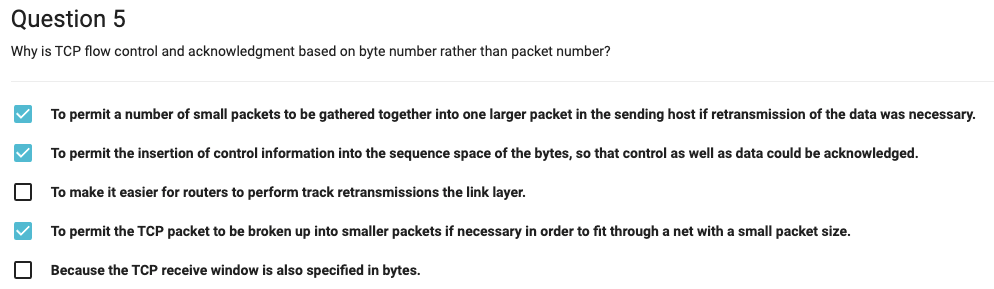 Question 5
Why is TCP flow control and acknowledgment based on byte number rather than packet number?
To permit a number of small packets to be gathered together into one larger packet in the sending host if retransmission of the data was necessary.
To permit the insertion of control information into the sequence space of the bytes, so that control as well as data could be acknowledged.
To make it easier for routers to perform track retransmissions the link layer.
To permit the TCP packet to be broken up into smaller packets if necessary in order to fit through a net with a small packet size.
Because the TCP receive window is also specified in bytes.